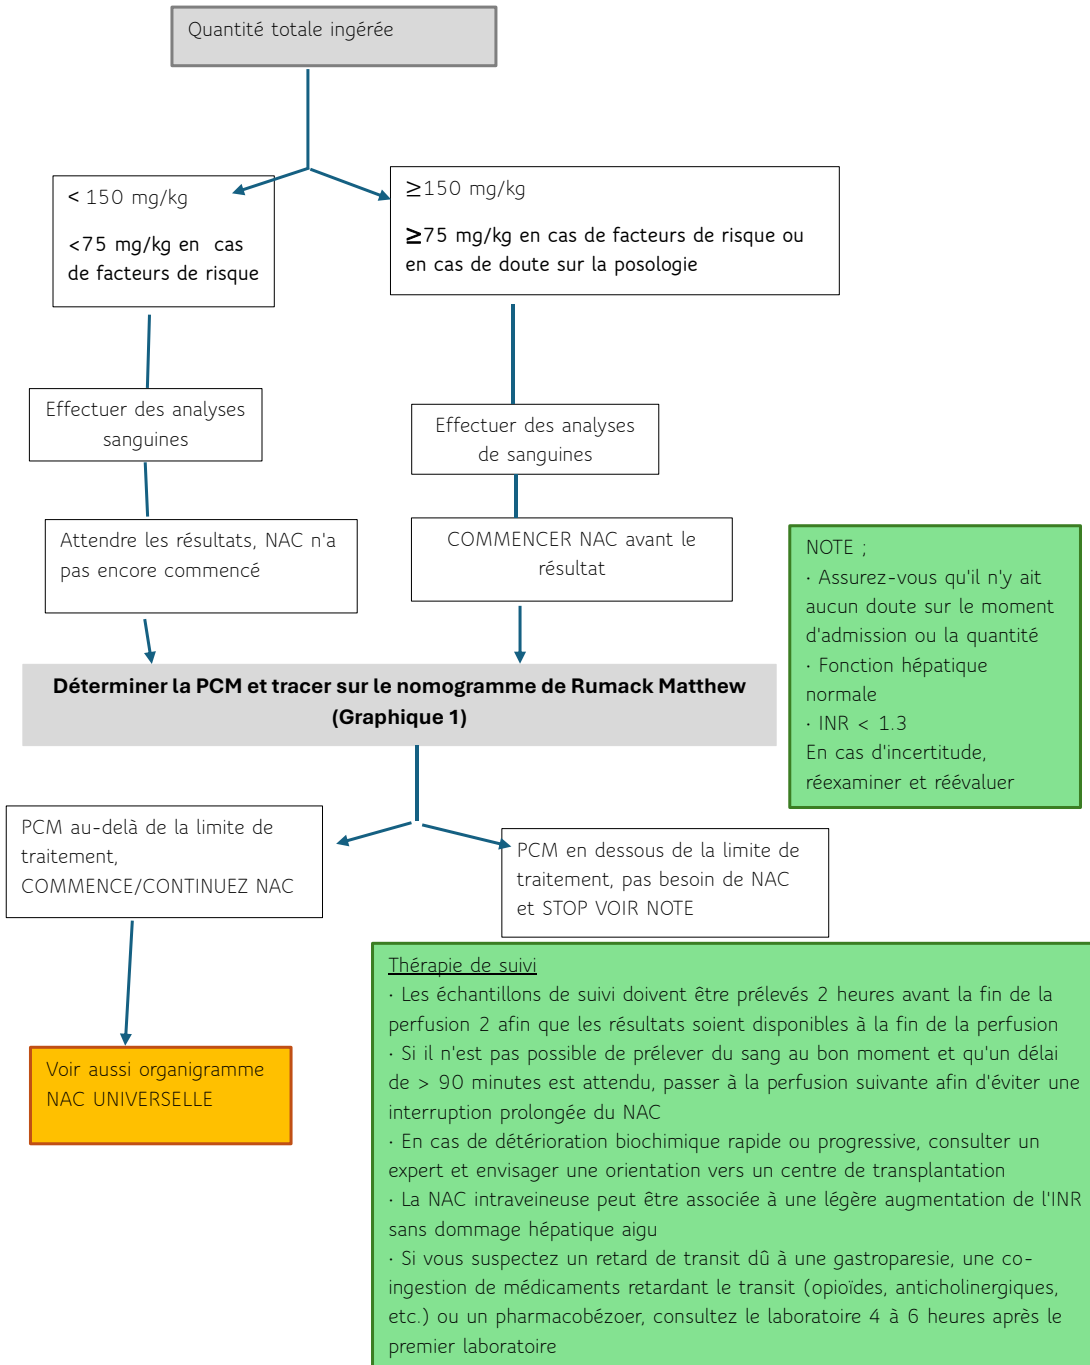 Quantité totale ingérée
< 150 mg/kg
<75 mg/kg en  cas
de facteurs de risque
≥150 mg/kg
≥75 mg/kg en cas de facteurs de risque ou
en cas de doute sur la posologie
Effectuer des analyses
sanguines
Effectuer des analyses
de sanguines
Attendre les résultats, NAC n'a
pas encore commencé
COMMENCER NAC avant le
résultat
NOTE ;
· Assurez-vous qu'il n'y ait
aucun doute sur le moment
d'admission ou la quantité
· Fonction hépatique
normale
· INR < 1.3
En cas d'incertitude,
réexaminer et réévaluer
Déterminer la PCM et tracer sur le nomogramme de Rumack Matthew
(Graphique 1)
PCM au-delà de la limite de
traitement,
COMMENCE/CONTINUEZ NAC
PCM en dessous de la limite de
traitement, pas besoin de NAC
et STOP VOIR NOTE
Voir aussi organigramme
NAC UNIVERSELLE
Thérapie de suivi
· Les échantillons de suivi doivent être prélevés 2 heures avant la fin de la
perfusion 2 afin que les résultats soient disponibles à la fin de la perfusion
· Si il n'est pas possible de prélever du sang au bon moment et qu'un délai
de > 90 minutes est attendu, passer à la perfusion suivante afin d'éviter une
interruption prolongée du NAC
· En cas de détérioration biochimique rapide ou progressive, consulter un
expert et envisager une orientation vers un centre de transplantation
· La NAC intraveineuse peut être associée à une légère augmentation de l'INR
sans dommage hépatique aigu
· Si vous suspectez un retard de transit dû à une gastroparesie, une co-
ingestion de médicaments retardant le transit (opioïdes, anticholinergiques,
etc.) ou un pharmacobézoer, consultez le laboratoire 4 à 6 heures après le
premier laboratoire